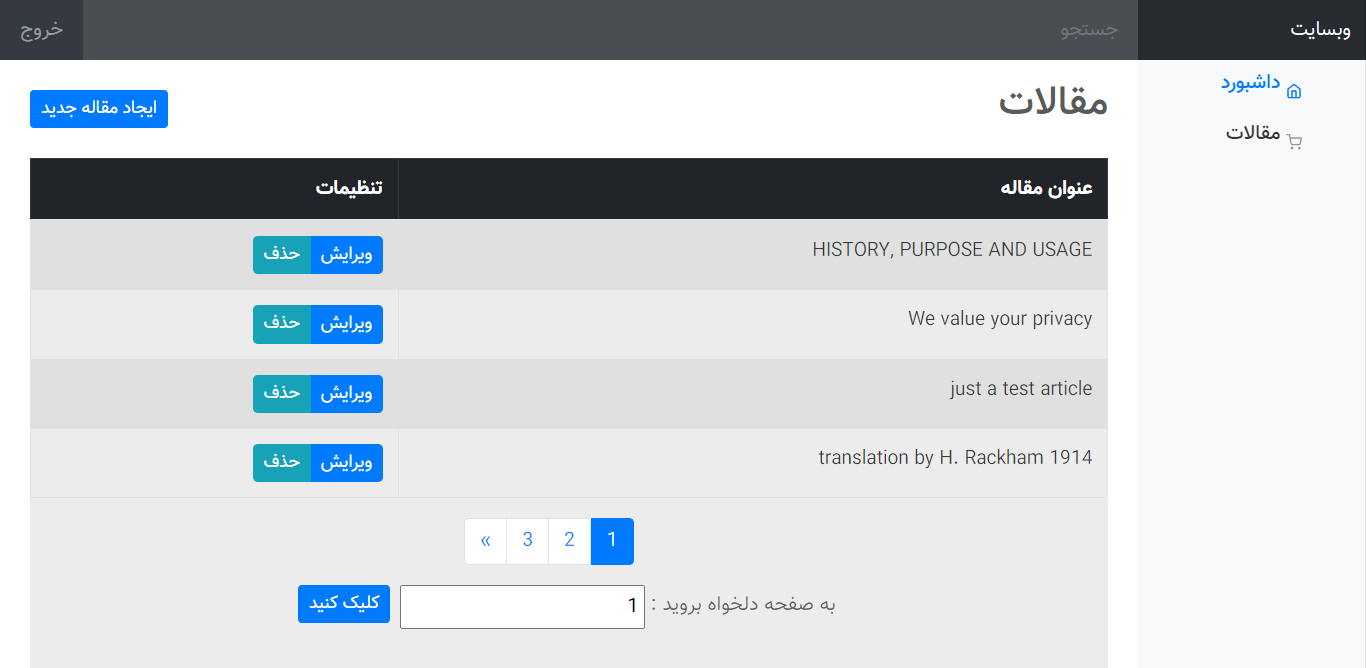 وبسایت
جستجو
خروج
داشبورد
مقالات
مقالات
ایجاد مقاله جدید
عنوان مقاله تنظیمات
HISTORY, PURPOSE AND USAGE ویرایش حذف
We value your privacy ویرایش حذف
just a test article ویرایش حذف
translation by H. Rackham 1914 ویرایش حذف
1 2 3 »
به صفحه دلخواه بروید : 1 کلیک کنید